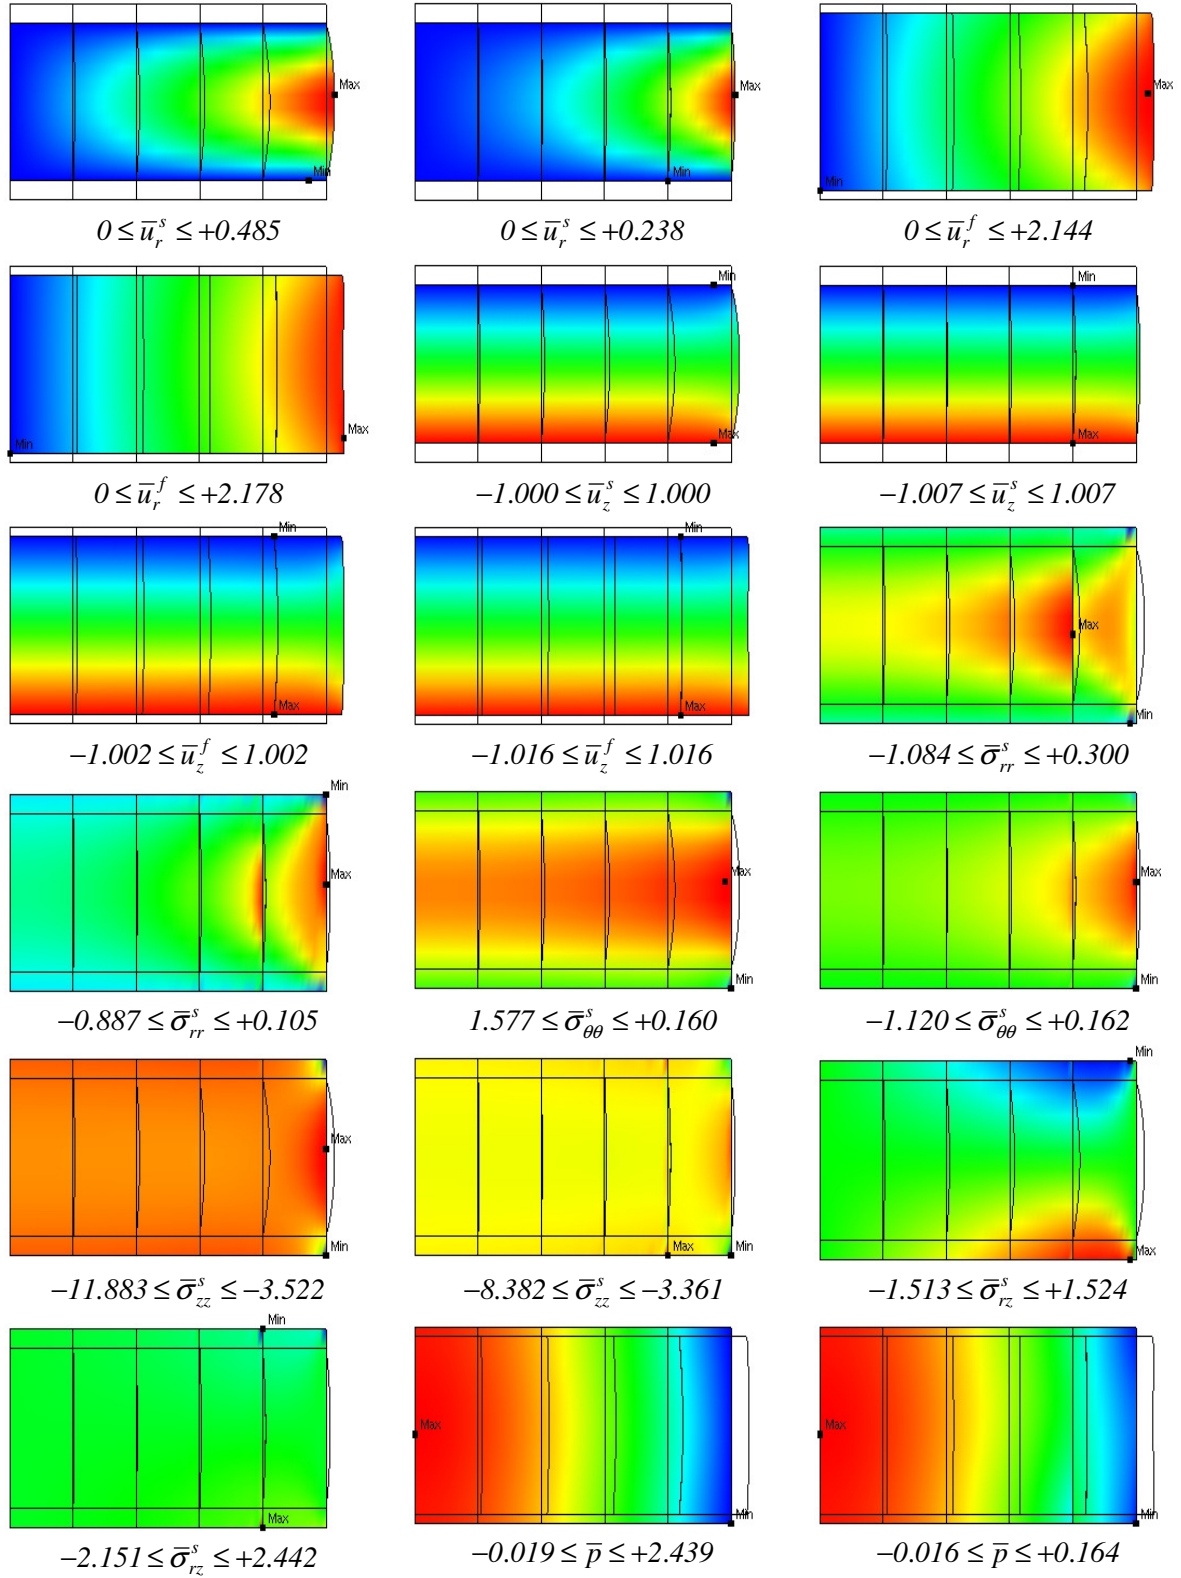 Max
Min
Max
Min
Max
Min
0 ≤ ū_r^s ≤ +0.485
0 ≤ ū_r^s ≤ +0.238
0 ≤ ū_r^f ≤ +2.144
Min
Max
Min
Max
Min
Max
0 ≤ ū_r^f ≤ +2.178
−1.000 ≤ ū_z^s ≤ 1.000
−1.007 ≤ ū_z^s ≤ 1.007
Min
Max
Min
Max
Max
Min
−1.002 ≤ ū_z^f ≤ 1.002
−1.016 ≤ ū_z^f ≤ 1.016
−1.084 ≤ σ̄_rr^s ≤ +0.300
Min
Max
Max
Min
Max
Min
−0.887 ≤ σ̄_rr^s ≤ +0.105
1.577 ≤ σ̄_θθ^s ≤ +0.160
−1.120 ≤ σ̄_θθ^s ≤ +0.162
Max
Min
Max
Min
Min
Max
−11.883 ≤ σ̄_zz^s ≤ −3.522
−8.382 ≤ σ̄_zz^s ≤ −3.361
−1.513 ≤ σ̄_rz^s ≤ +1.524
Min
Max
Max
Min
Max
Min
−2.151 ≤ σ̄_rz^s ≤ +2.442
−0.019 ≤ p̄ ≤ +2.439
−0.016 ≤ p̄ ≤ +0.164